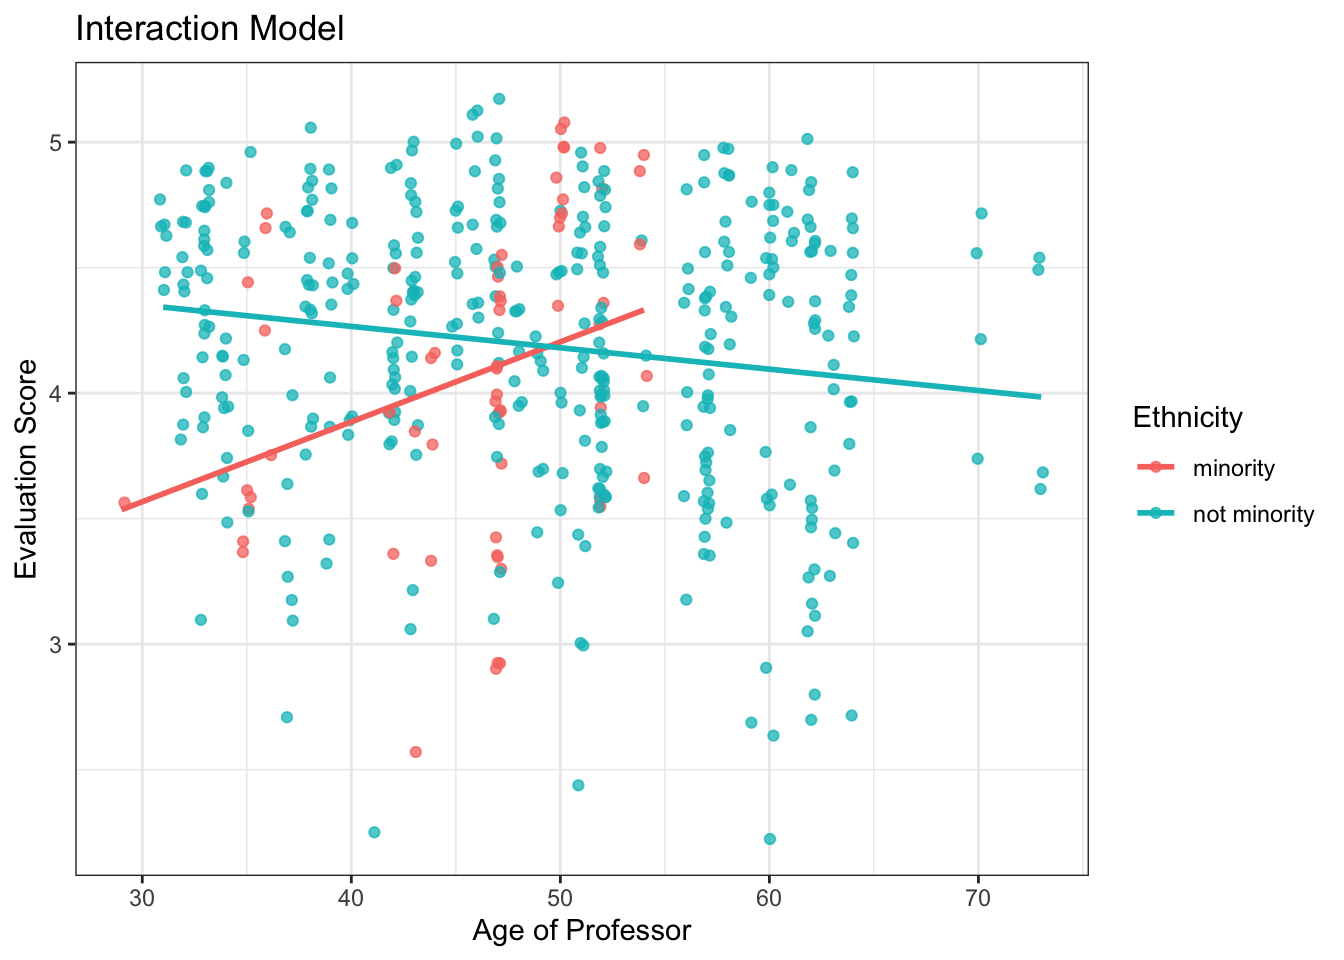 Interaction Model
5
4
3
Evaluation Score
30 40 50 60 70
Age of Professor
Ethnicity
minority
not minority